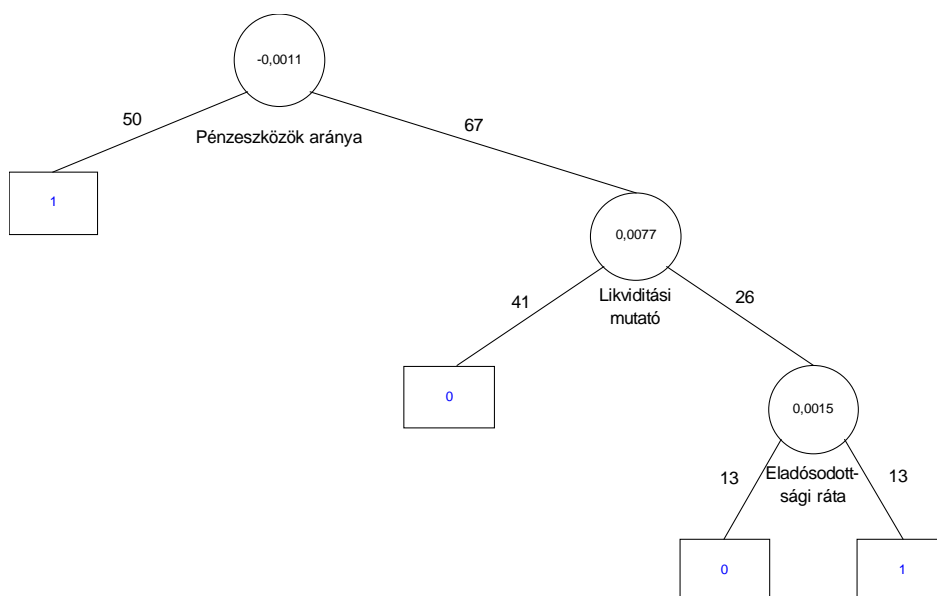 -0,0011
50
67
Pénzeszközök aránya
1
0,0077
41
26
Likviditási
mutató
0
0,0015
13
13
Eladósodott-
sági ráta
0
1